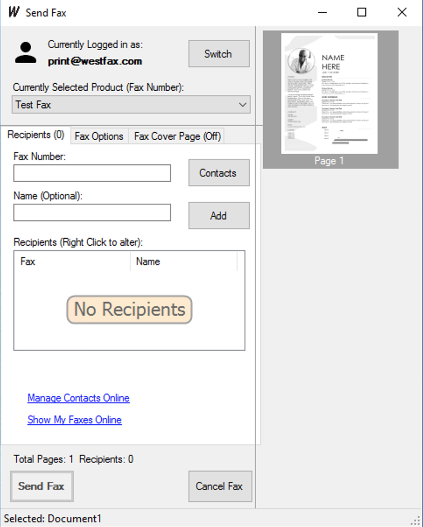 W Send Fax
Currently Logged in as:
print@westfax.com
Switch
Currently Selected Product (Fax Number):
Test Fax
Recipients (0) Fax Options Fax Cover Page (Off)
Fax Number:
Contacts
Name (Optional):
Add
Recipients (Right Click to alter):
Fax Name
No Recipients
Manage Contacts Online
Show My Faxes Online
Total Pages: 1 Recipients: 0
Send Fax Cancel Fax
Selected: Document1
NAME
HERE
Page 1